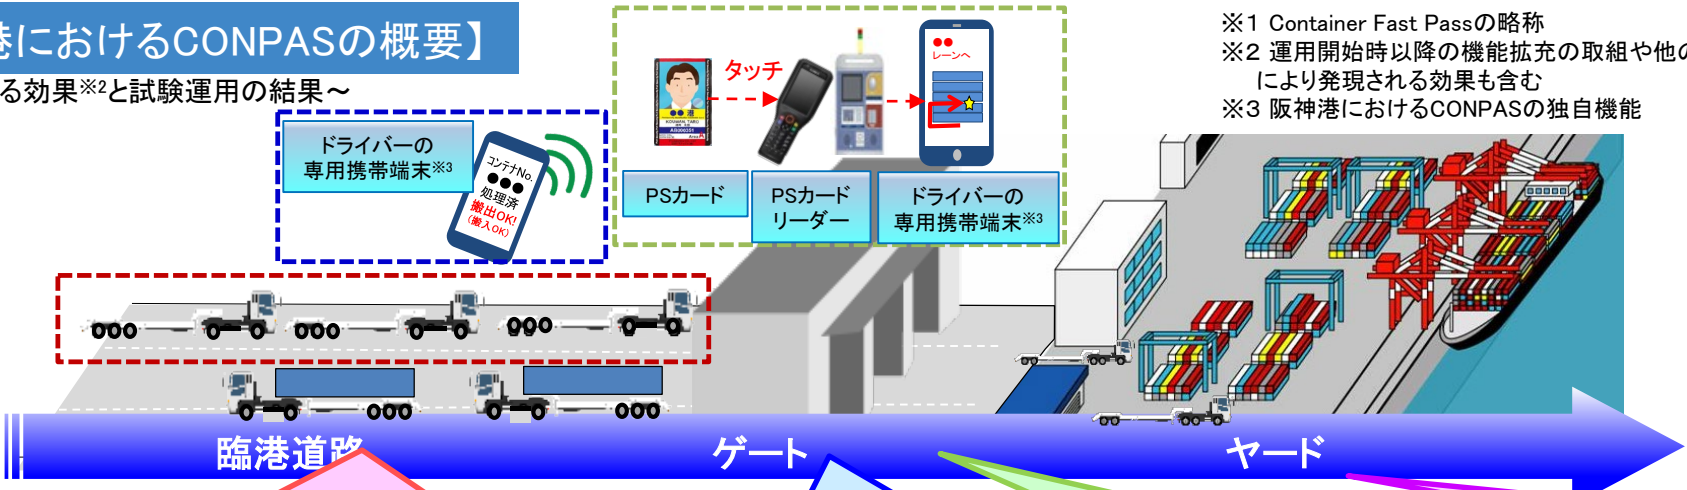 港におけるCONPASの概要】
る効果※2と試験運用の結果～
※1 Container Fast Passの略称
※2 運用開始時以降の機能拡充の取組や他の
により発現される効果も含む
※3 阪神港におけるCONPASの独自機能
ドライバーの
専用携帯端末※3
コンテナNo.
●●●
処理済
搬出OK!
(搬入OK)
タッチ
●●
レーンへ
PSカード
PSカード
リーダー
ドライバーの
専用携帯端末※3
臨港道路
ゲート
ヤード